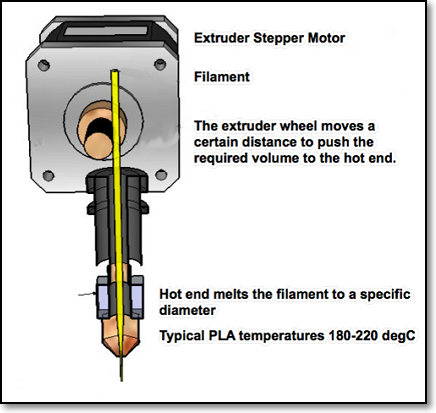 Extruder Stepper Motor
Filament
The extruder wheel moves a
certain distance to push the
required volume to the hot end.
Hot end melts the filament to a specific
diameter
Typical PLA temperatures 180-220 degC